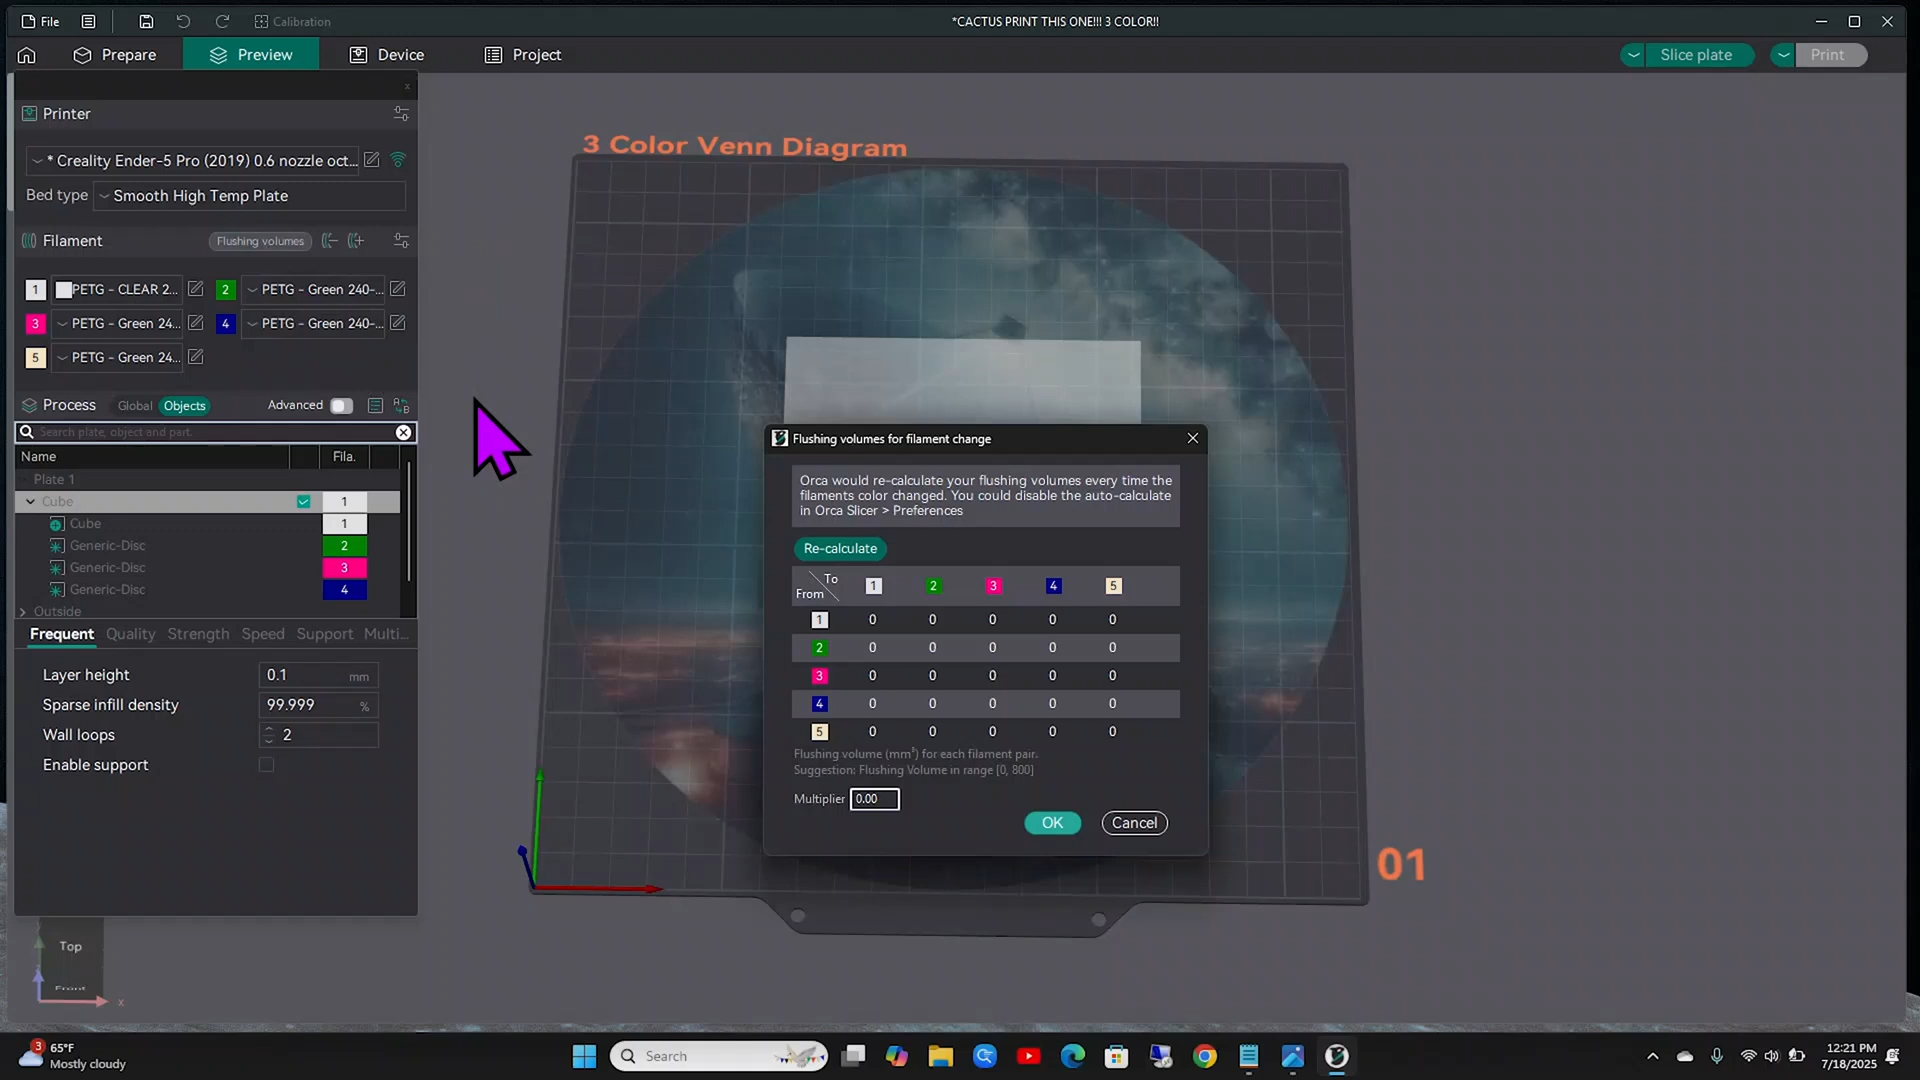 File
Calibration
*CACTUS PRINT THIS ONE!!! 3 COLOR!!
Prepare
Preview
Device
Project
Slice plate
Print
Printer
* Creality Ender-5 Pro (2019) 0.6 nozzle oct...
Bed type
Smooth High Temp Plate
Filament
Flushing volumes
1 PETG - CLEAR 2...
2 PETG - Green 240-...
3 PETG - Green 24...
4 PETG - Green 240-...
5 PETG - Green 24...
Process Global Objects Advanced
Search plate, object and part.
Name Fila.
Plate 1
Cube 1
Cube 1
Generic-Disc 2
Generic-Disc 3
Generic-Disc 4
Outside
Frequent Quality Strength Speed Support Multi...
Layer height 0.1 mm
Sparse infill density 99.999 %
Wall loops 2
Enable support
3 Color Venn Diagram
Flushing volumes for filament change
Orca would re-calculate your flushing volumes every time the
filaments color changed. You could disable the auto-calculate
in Orca Slicer > Preferences
Re-calculate
To
From
1 2 3 4 5
1 0 0 0 0 0
2 0 0 0 0 0
3 0 0 0 0 0
4 0 0 0 0 0
5 0 0 0 0 0
Flushing volume (mm³) for each filament pair.
Suggestion: Flushing Volume in range [0, 800]
Multiplier 0.00
OK
Cancel
01
Top
Front
x
3
65°F
Mostly cloudy
Search
12:21 PM
7/18/2025